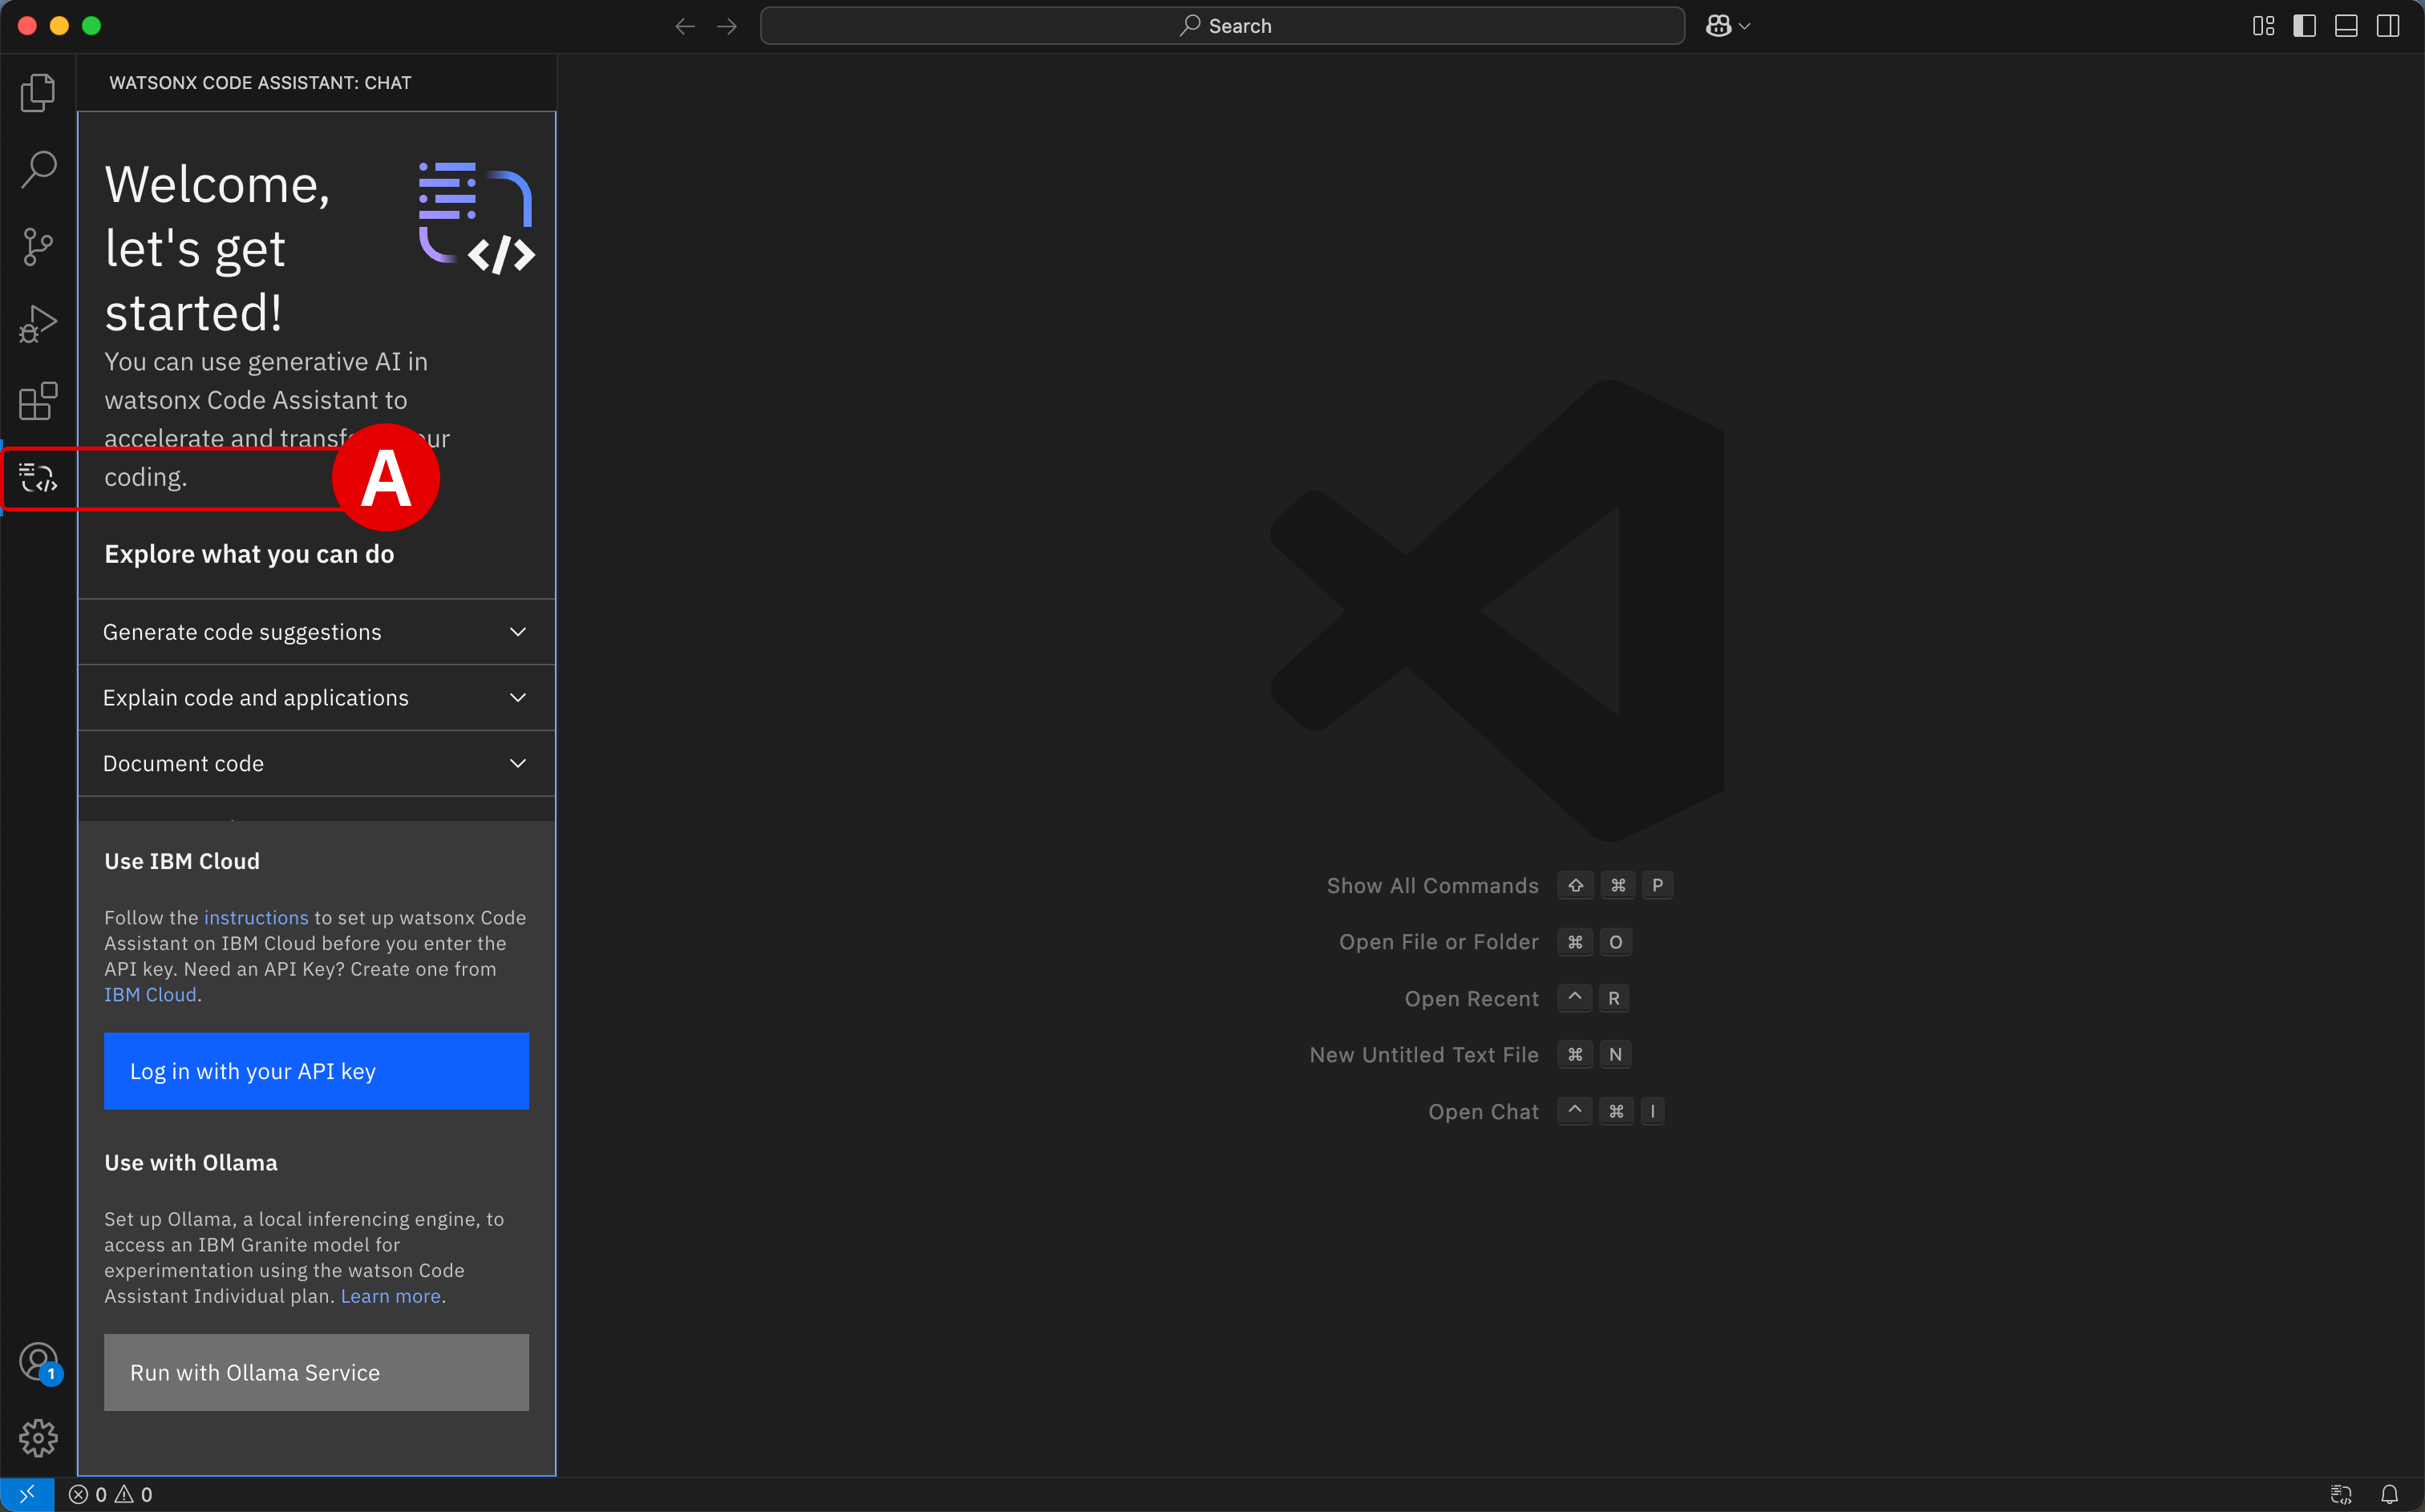 Search
WATSONX CODE ASSISTANT: CHAT
Welcome,
let's get
started!
You can use generative AI in
watsonx Code Assistant to
accelerate and
coding.
A
Explore what you can do
Generate code suggestions
Explain code and applications
Document code
Use IBM Cloud
Follow the instructions to set up watsonx Code
Assistant on IBM Cloud before you enter the
API key. Need an API Key? Create one from
IBM Cloud.
Log in with your API key
Use with Ollama
Set up Ollama, a local inferencing engine, to
access an IBM Granite model for
experimentation using the watson Code
Assistant Individual plan. Learn more.
Run with Ollama Service
Show All Commands ⇧ ⌘ P
Open File or Folder ⌘ O
Open Recent ^ R
New Untitled Text File ⌘ N
Open Chat ^ ⌘ I
1
0 0